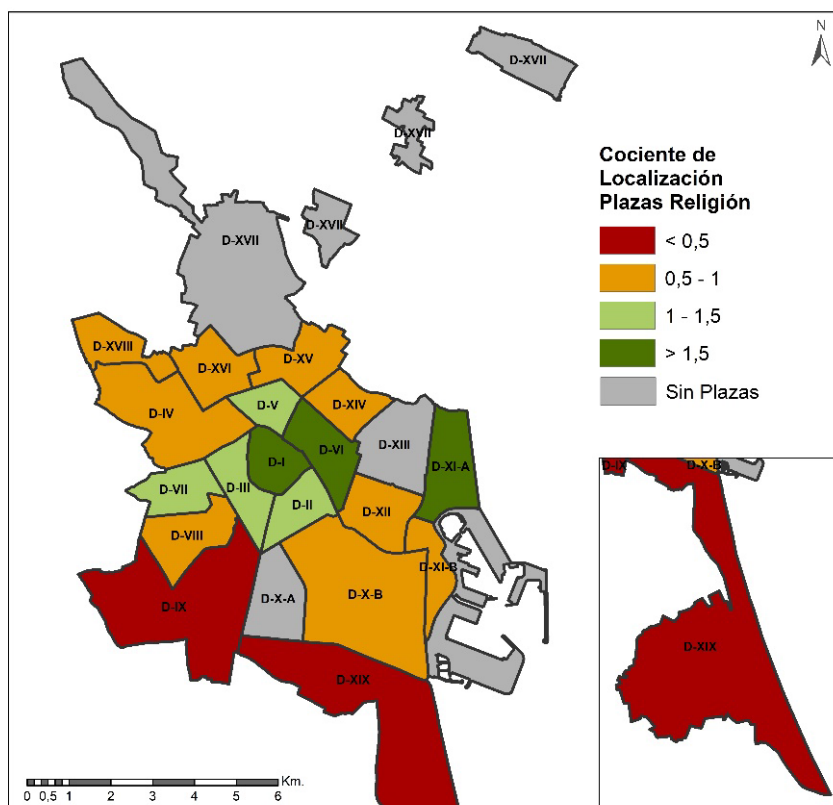 N
D-XVII
D-XVII
D-XVII
D-XVII
Cociente de
Localización
Plazas Religión
< 0,5
0,5 - 1
1 - 1,5
> 1,5
Sin Plazas
D-XVIII
D-XVI
D-XV
D-IV
D-V
D-XIV
D-I
D-VI
D-XIII
D-XI-A
D-VII
D-III
D-II
D-XII
D-VIII
D-XI-B
D-IX
D-X-A
D-X-B
D-XIX
D-IX
D-X-B
D-XIX
Km.
0 0,5 1 2 3 4 5 6